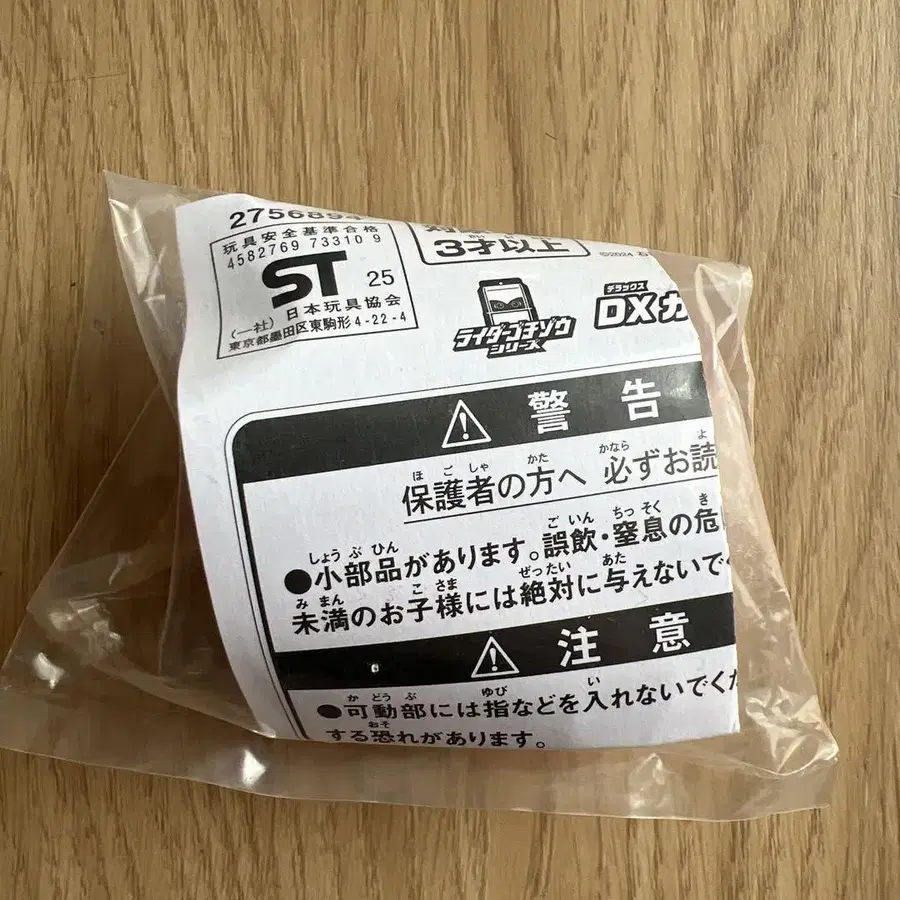 玩具安全基準合格
4582769 73310 9
ST 25
(一社) 日本玩具協会
東京都墨田区東駒形4-22-4
3才以上
©2024
ライダーゴチゾウ
シリーズ
デラックス
DX ガ
警告
ほごしゃ かた かなら よ
保護者の方へ 必ずお読
しょうぶひん ごいん ちっそく き
●小部品があります。誤飲・窒息の危
みまん こさま ぜったい あた
未満のお子様には絶対に与えないで
注意
かどうぶ ゆび い
●可動部には指などを入れないでくだ
おそ
する恐れがあります。